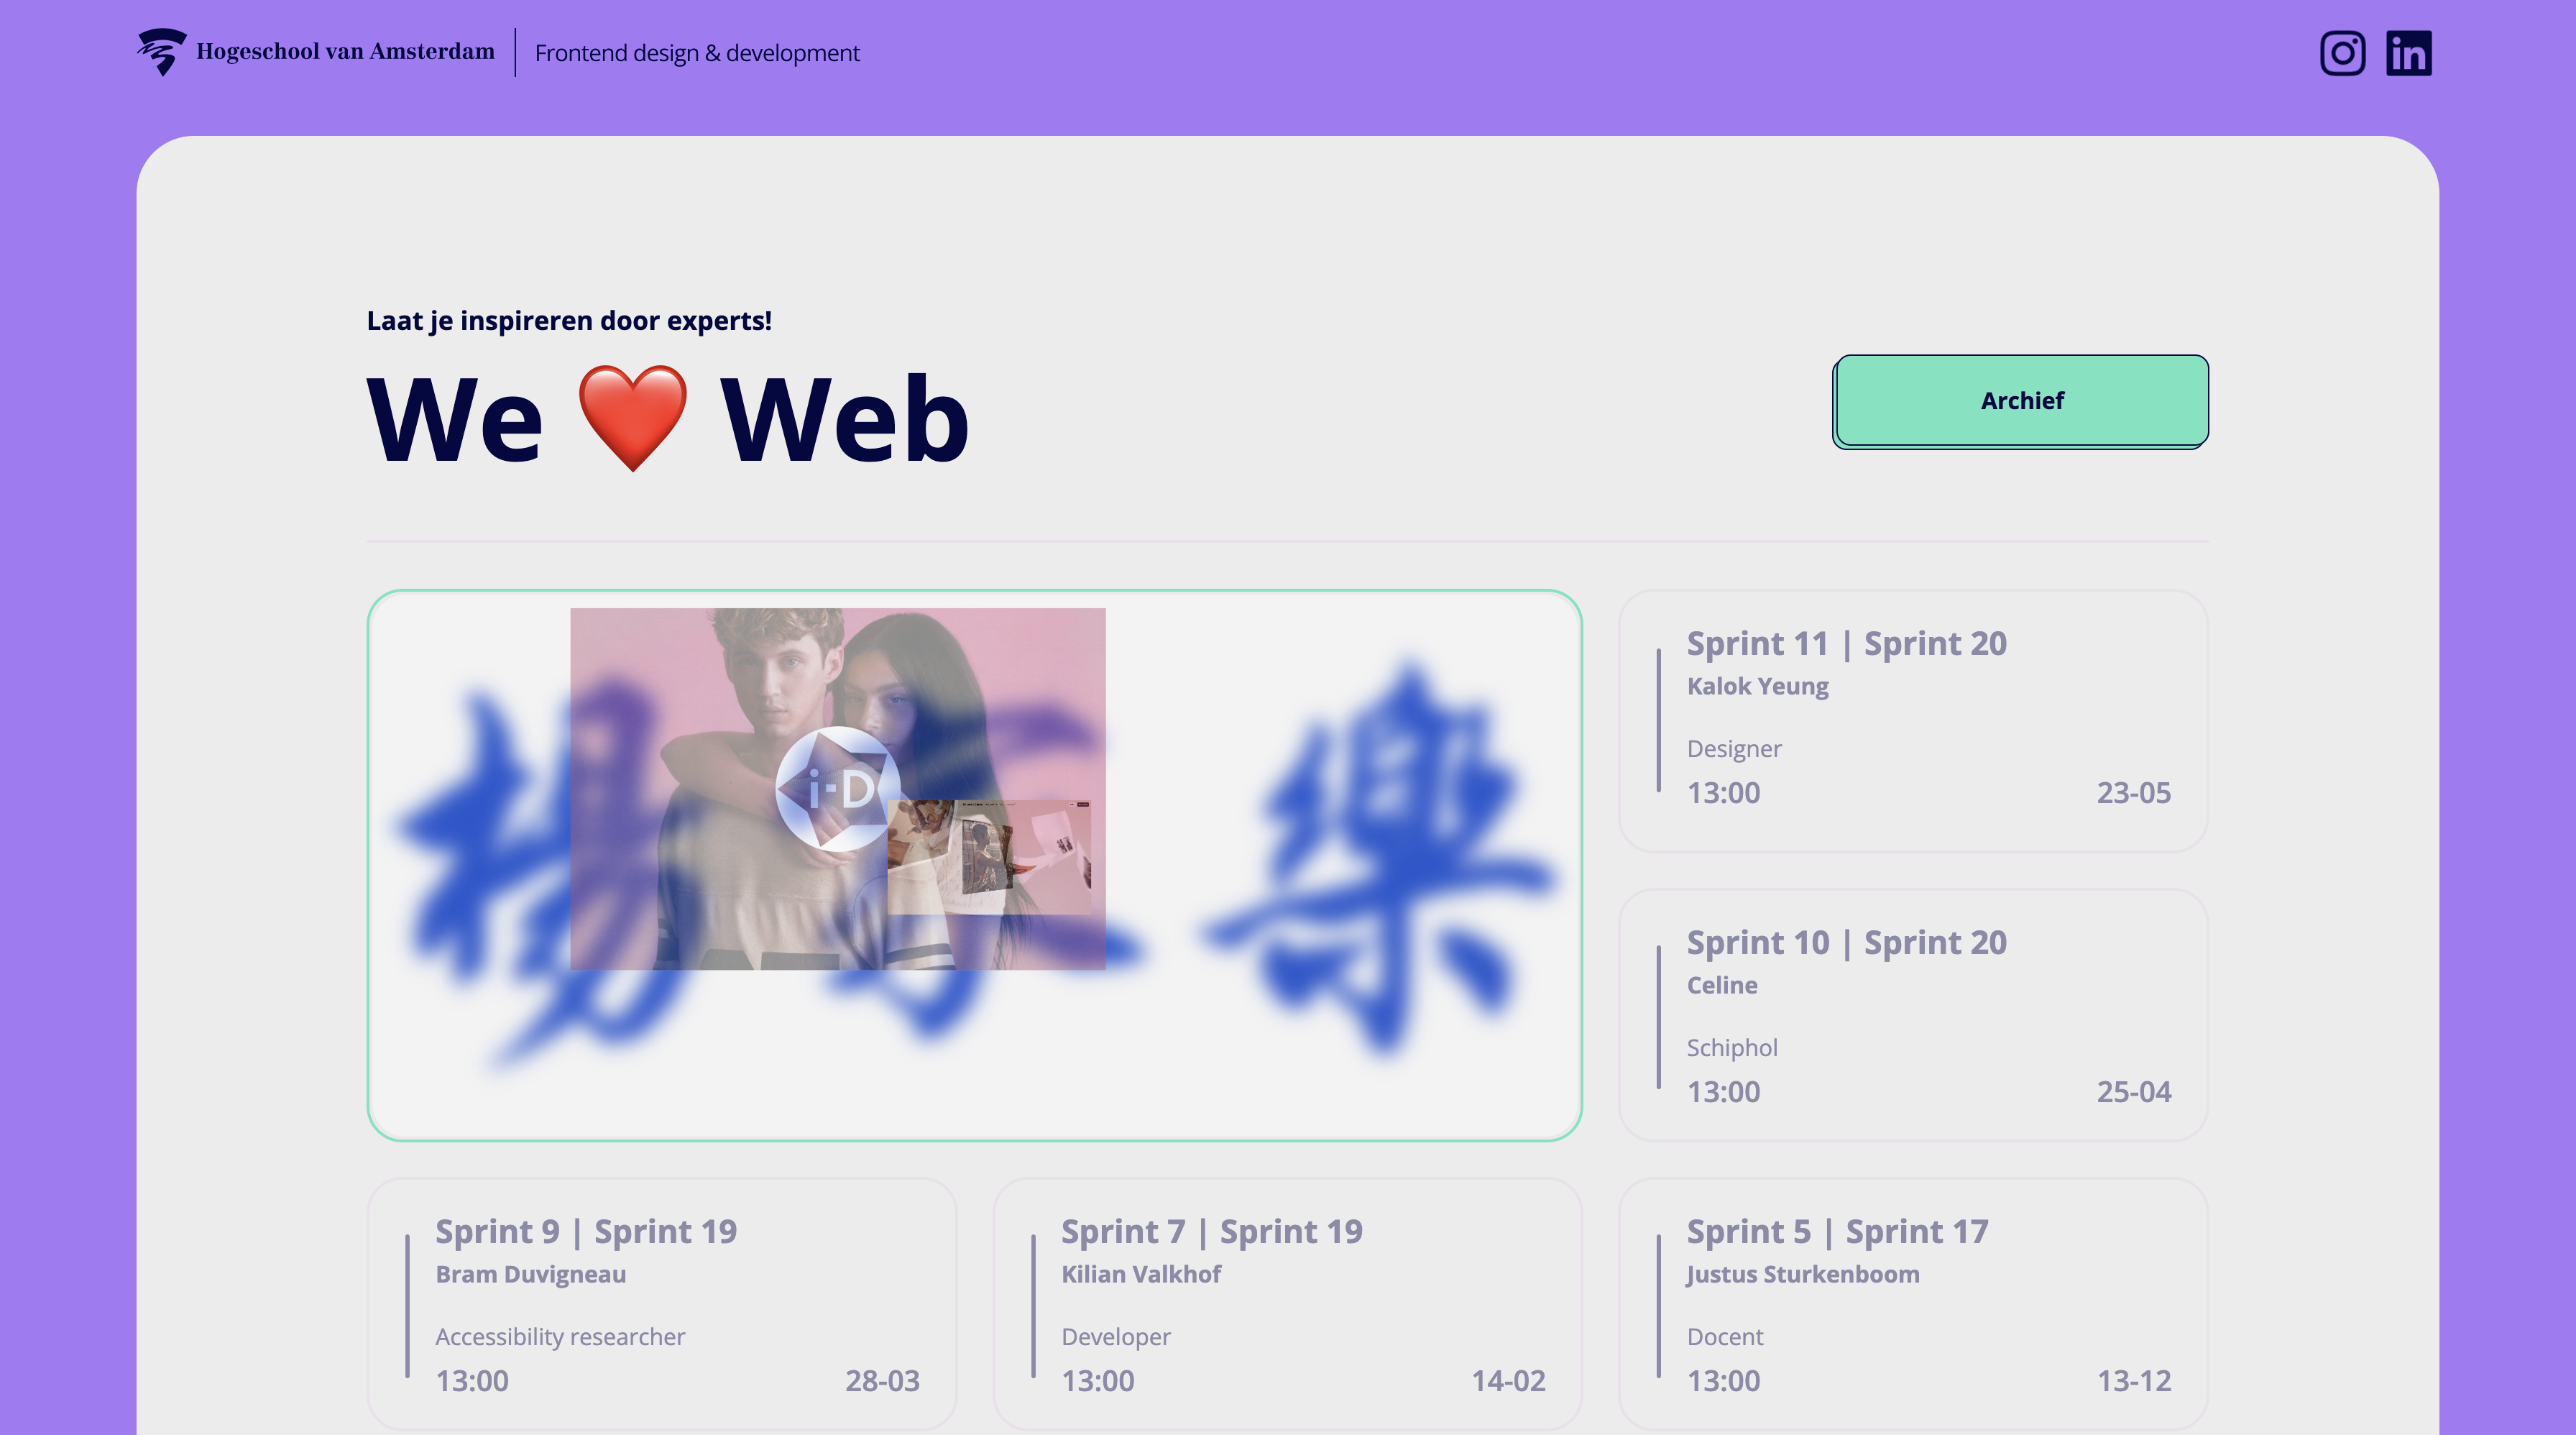 Hogeschool van Amsterdam
Frontend design & development
in
Laat je inspireren door experts!
We ❤️ Web
Archief
i-D
樂
Sprint 11 | Sprint 20
Kalok Yeung
Designer
13:00 23-05
Sprint 10 | Sprint 20
Celine
Schiphol
13:00 25-04
Sprint 9 | Sprint 19
Bram Duvigneau
Accessibility researcher
13:00 28-03
Sprint 7 | Sprint 19
Kilian Valkhof
Developer
13:00 14-02
Sprint 5 | Sprint 17
Justus Sturkenboom
Docent
13:00 13-12